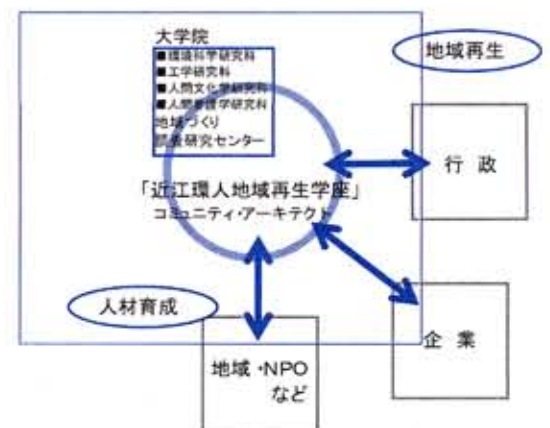 大学院
■環境科学研究科
■工学研究科
■人間文化学研究科
■人間看護学研究科
地域づくり
調査研究センター
地域再生
行 政
「近江環人地域再生学座」
コミュニティ・アーキテクト
人材育成
企 業
地域・NPO
など